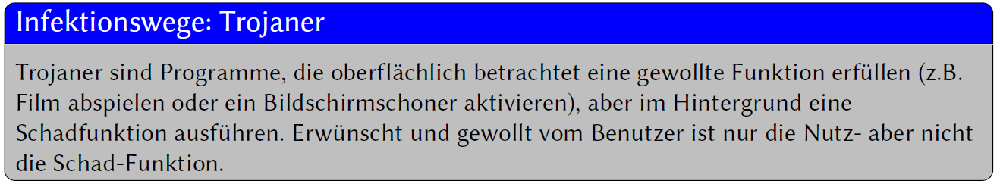 Infektionswege: Trojaner
Trojaner sind Programme, die oberflächlich betrachtet eine gewollte Funktion erfüllen (z.B.
Film abspielen oder ein Bildschirmschoner aktivieren), aber im Hintergrund eine
Schadfunktion ausführen. Erwünscht und gewollt vom Benutzer ist nur die Nutz- aber nicht
die Schad-Funktion.